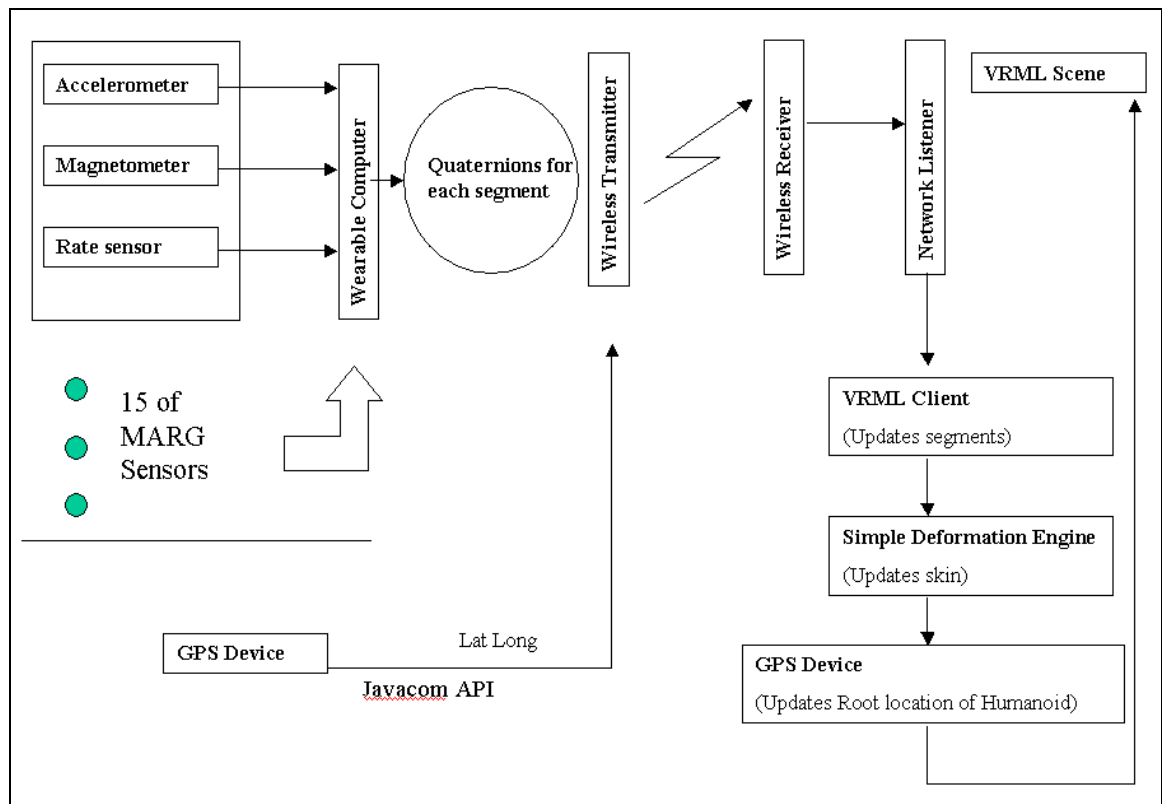 Accelerometer
Magnetometer
Rate sensor
Wearable Computer
Quaternions for
each segment
Wireless Transmitter
Wireless Receiver
Network Listener
VRML Scene
15 of
MARG
Sensors
VRML Client
(Updates segments)
Simple Deformation Engine
(Updates skin)
GPS Device
(Updates Root location of Humanoid)
GPS Device
Lat Long
Javacom API